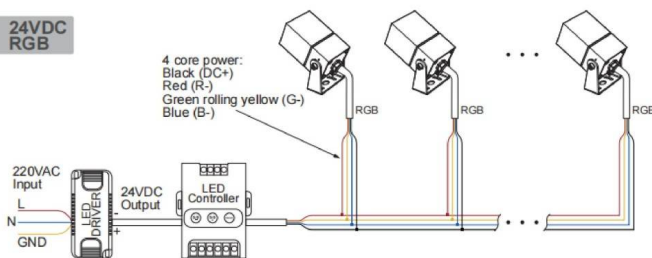 24VDC
RGB
4 core power:
Black (DC+)
Red (R-)
Green rolling yellow (G-)
Blue (B-)
RGB
RGB
RGB
220VAC
Input
L
N
GND
LED
DRIVER
-
+
24VDC
Output
LED
Controller